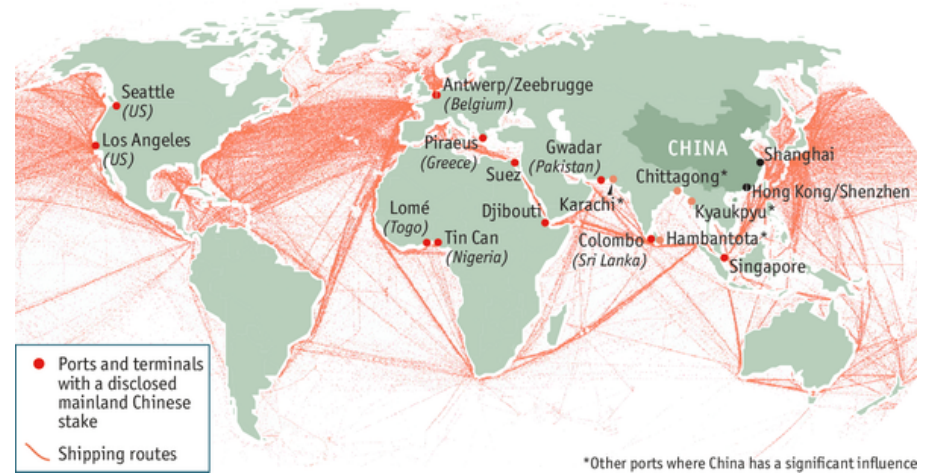 Seattle
(US)
Los Angeles
(US)
Antwerp/Zeebrugge
(Belgium)
Piraeus
(Greece)
Suez
Gwadar
(Pakistan)
Karachi*
CHINA
Shanghai
Chittagong*
Hong Kong/Shenzhen
Kyaukpyu*
Lomé
(Togo)
Tin Can
(Nigeria)
Djibouti
Colombo
(Sri Lanka)
Hambantota*
Singapore
Ports and terminals
with a disclosed
mainland Chinese
stake
Shipping routes
*Other ports where China has a significant influence